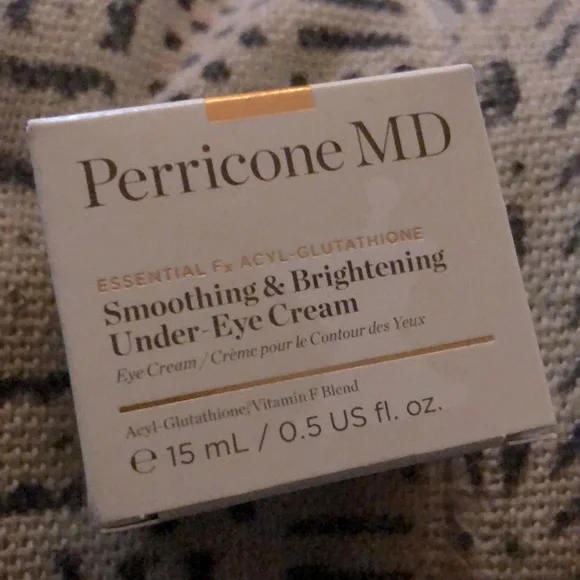 Perricone MD
ESSENTIAL Fx ACYL-GLUTATHIONE
Smoothing & Brightening
Under-Eye Cream
Eye Cream / Crème pour le Contour des Yeux
Acyl-Glutathione/Vitamin F Blend
℮ 15 mL / 0.5 US fl. oz.